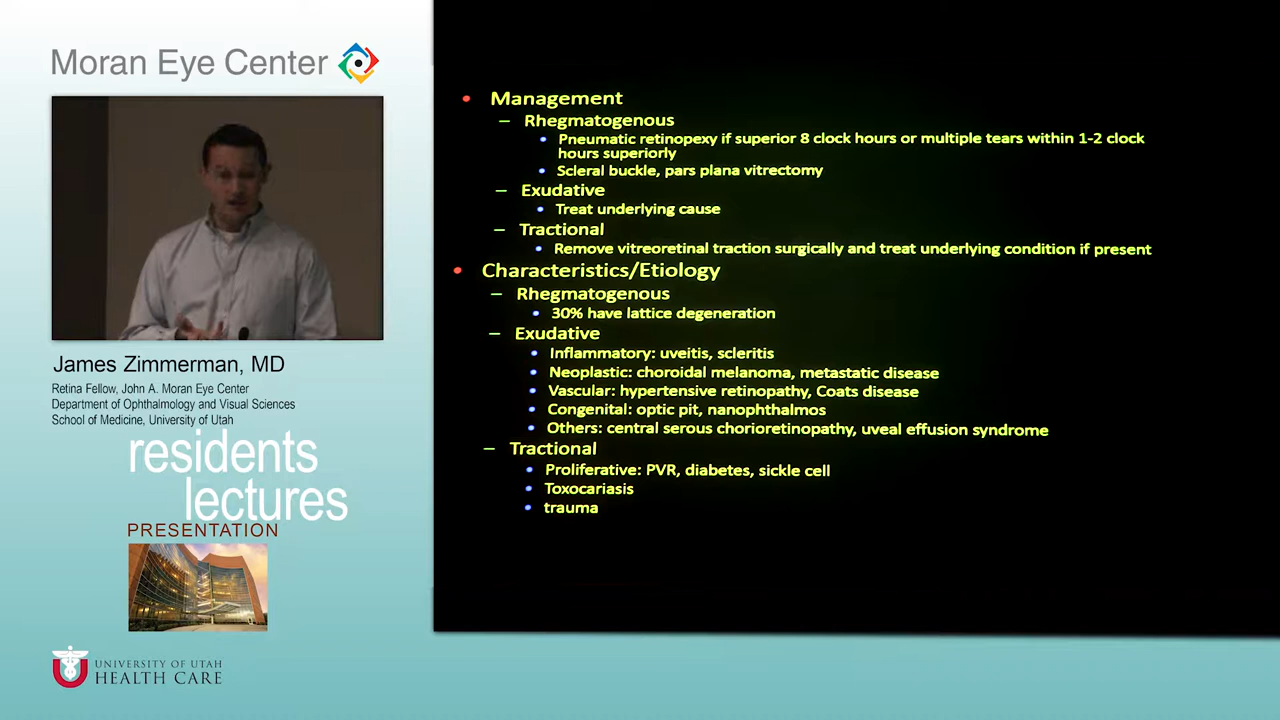 Moran Eye Center
James Zimmerman, MD
Retina Fellow, John A. Moran Eye Center
Department of Ophthalmology and Visual Sciences
School of Medicine, University of Utah
residents
lectures
PRESENTATION
UNIVERSITY OF UTAH
HEALTH CARE
• Management
– Rhegmatogenous
• Pneumatic retinopexy if superior 8 clock hours or multiple tears within 1-2 clock
hours superiorly
• Scleral buckle, pars plana vitrectomy
– Exudative
• Treat underlying cause
– Tractional
• Remove vitreoretinal traction surgically and treat underlying condition if present
• Characteristics/Etiology
– Rhegmatogenous
• 30% have lattice degeneration
– Exudative
• Inflammatory: uveitis, scleritis
• Neoplastic: choroidal melanoma, metastatic disease
• Vascular: hypertensive retinopathy, Coats disease
• Congenital: optic pit, nanophthalmos
• Others: central serous chorioretinopathy, uveal effusion syndrome
– Tractional
• Proliferative: PVR, diabetes, sickle cell
• Toxocariasis
• trauma